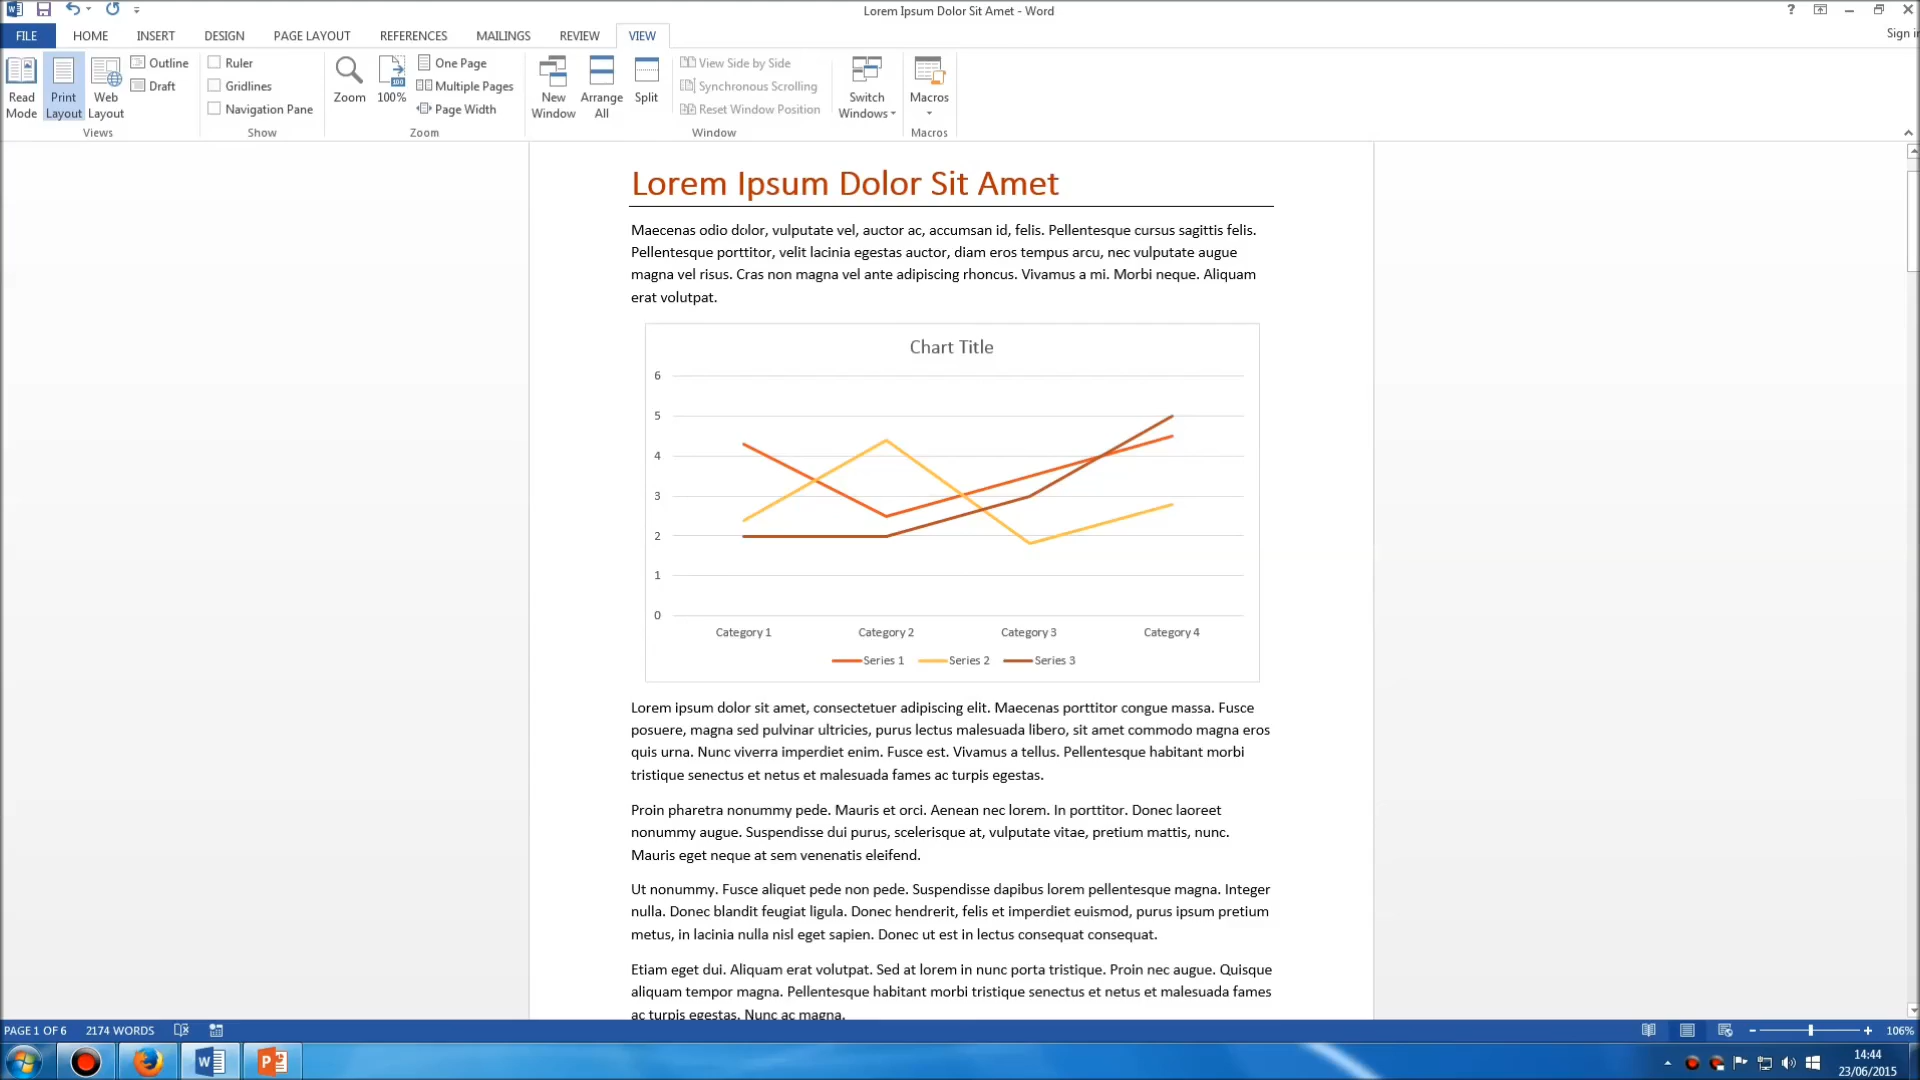 Lorem Ipsum Dolor Sit Amet - Word
Sign in
FILE HOME INSERT DESIGN PAGE LAYOUT REFERENCES MAILINGS REVIEW VIEW
Read Mode
Print Layout
Web Layout
Outline
Draft
Views
Ruler
Gridlines
Navigation Pane
Show
Zoom
100%
One Page
Multiple Pages
Page Width
Zoom
New Window
Arrange All
Split
View Side by Side
Synchronous Scrolling
Reset Window Position
Window
Switch Windows
Macros
Macros
Lorem Ipsum Dolor Sit Amet
Maecenas odio dolor, vulputate vel, auctor ac, accumsan id, felis. Pellentesque cursus sagittis felis.
Pellentesque porttitor, velit lacinia egestas auctor, diam eros tempus arcu, nec vulputate augue
magna vel risus. Cras non magna vel ante adipiscing rhoncus. Vivamus a mi. Morbi neque. Aliquam
erat volutpat.
Chart Title
6
5
4
3
2
1
0
Category 1 Category 2 Category 3 Category 4
Series 1 Series 2 Series 3
Lorem ipsum dolor sit amet, consectetuer adipiscing elit. Maecenas porttitor congue massa. Fusce
posuere, magna sed pulvinar ultricies, purus lectus malesuada libero, sit amet commodo magna eros
quis urna. Nunc viverra imperdiet enim. Fusce est. Vivamus a tellus. Pellentesque habitant morbi
tristique senectus et netus et malesuada fames ac turpis egestas.
Proin pharetra nonummy pede. Mauris et orci. Aenean nec lorem. In porttitor. Donec laoreet
nonummy augue. Suspendisse dui purus, scelerisque at, vulputate vitae, pretium mattis, nunc.
Mauris eget neque at sem venenatis eleifend.
Ut nonummy. Fusce aliquet pede non pede. Suspendisse dapibus lorem pellentesque magna. Integer
nulla. Donec blandit feugiat ligula. Donec hendrerit, felis et imperdiet euismod, purus ipsum pretium
metus, in lacinia nulla nisl eget sapien. Donec ut est in lectus consequat consequat.
Etiam eget dui. Aliquam erat volutpat. Sed at lorem in nunc porta tristique. Proin nec augue. Quisque
aliquam tempor magna. Pellentesque habitant morbi tristique senectus et netus et malesuada fames
ac turpis egestas. Nunc ac magna.
PAGE 1 OF 6 2174 WORDS
106%
14:44
23/06/2015